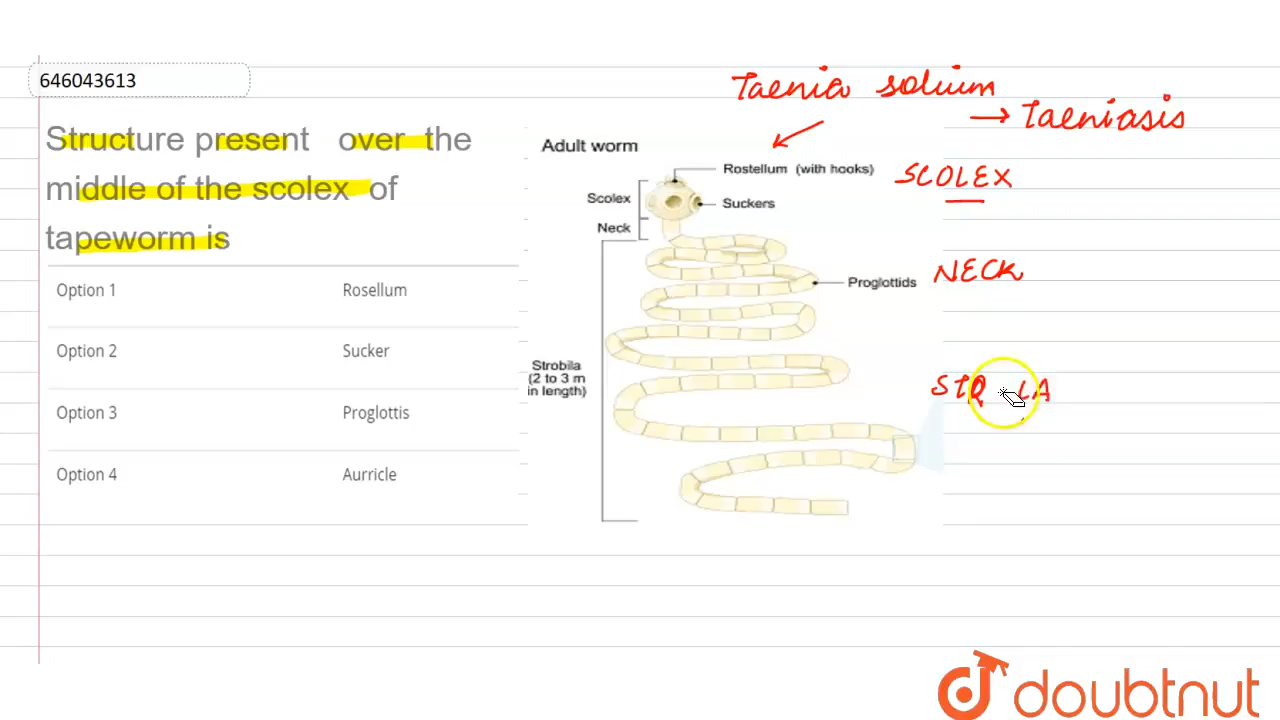 646043613
Taenia solium
→ Taeniasis
Structure present over the
middle of the scolex of
tapeworm is
Option 1 Rosellum
Option 2 Sucker
Option 3 Proglottis
Option 4 Aurricle
Adult worm
Rostellum (with hooks)
SCOLEX
Scolex
Suckers
Neck
Proglottids
NECK
Strobila
(2 to 3 m
in length)
doubtnut